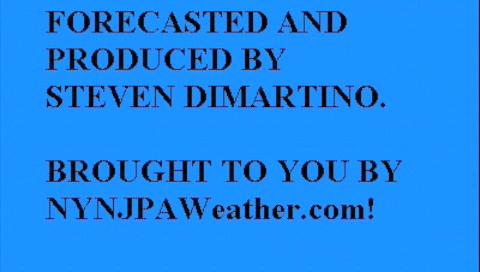 FORECASTED AND
PRODUCED BY
STEVEN DIMARTINO.
BROUGHT TO YOU BY
NYNJPAWeather.com!